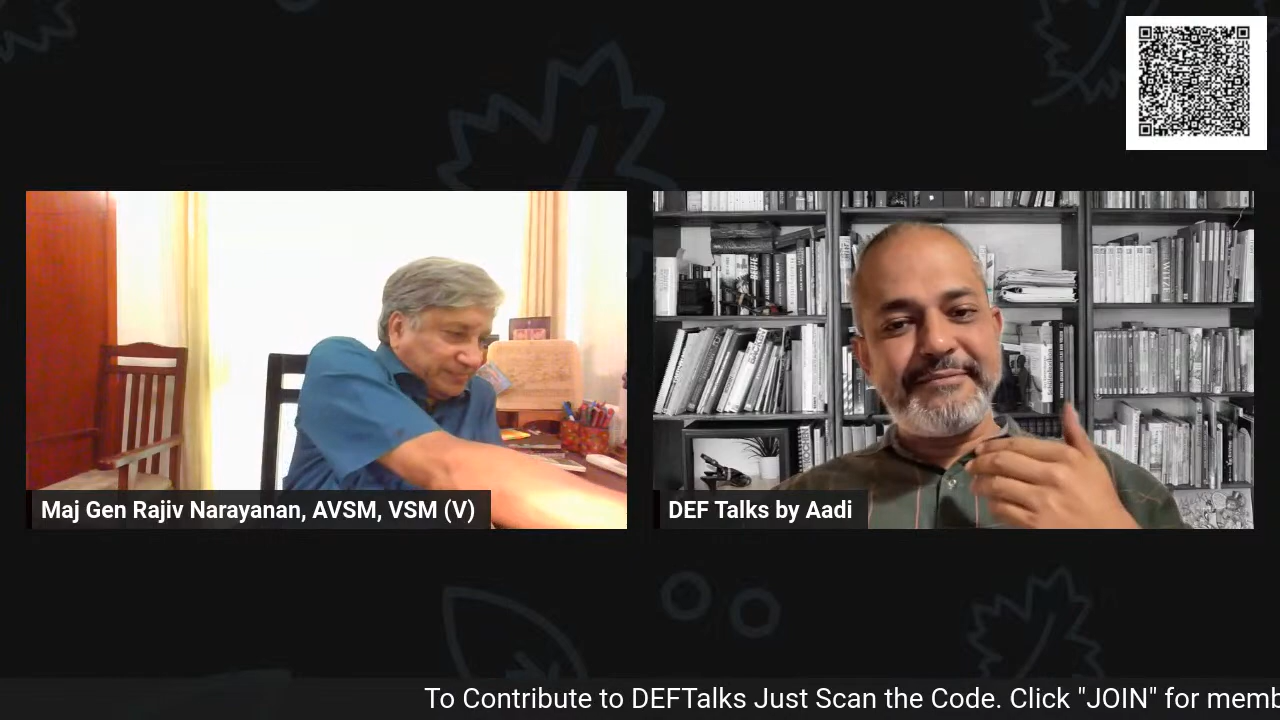 Maj Gen Rajiv Narayanan, AVSM, VSM (V)
DEF Talks by Aadi
To Contribute to DEFTalks Just Scan the Code. Click "JOIN" for memb